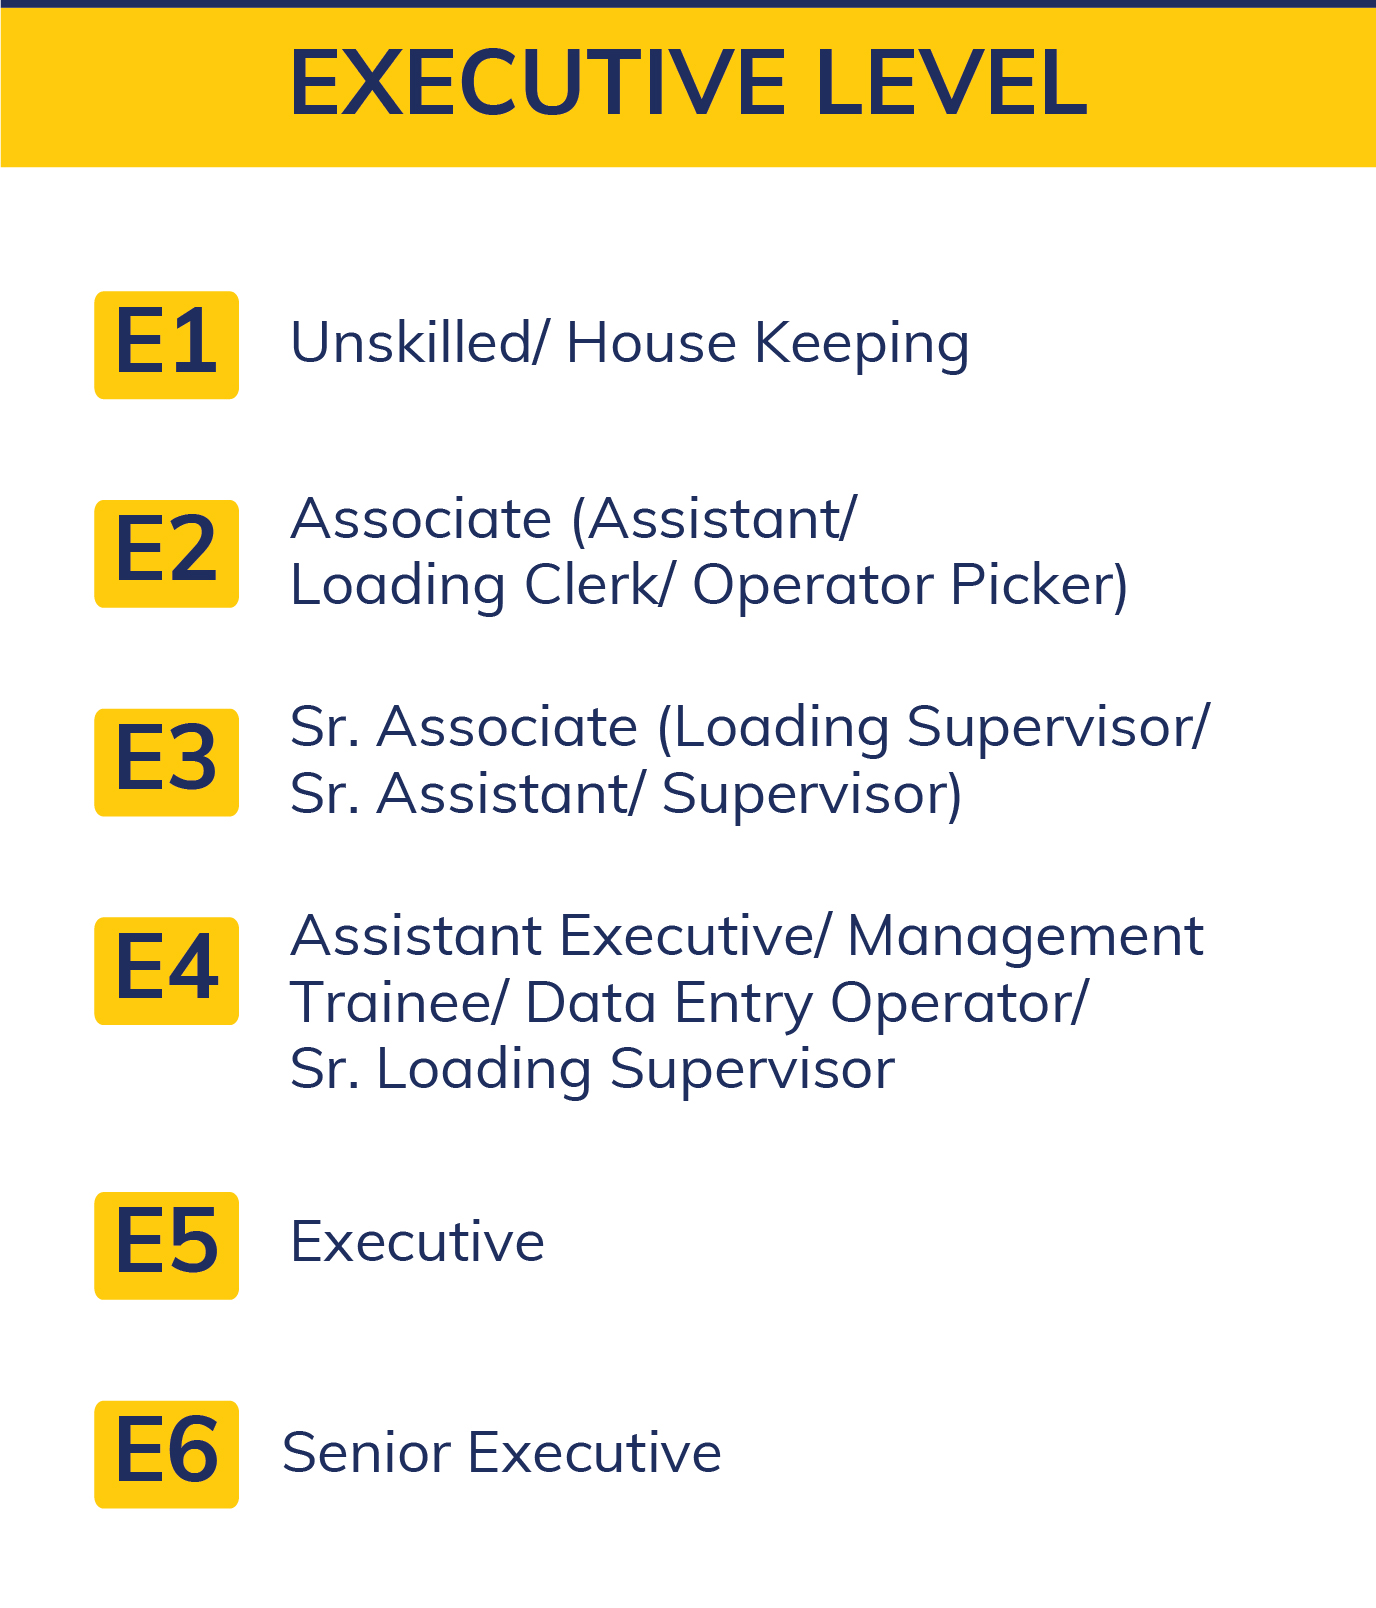 EXECUTIVE LEVEL
E1 Unskilled/ House Keeping
E2 Associate (Assistant/
Loading Clerk/ Operator Picker)
E3 Sr. Associate (Loading Supervisor/
Sr. Assistant/ Supervisor)
E4 Assistant Executive/ Management
Trainee/ Data Entry Operator/
Sr. Loading Supervisor
E5 Executive
E6 Senior Executive